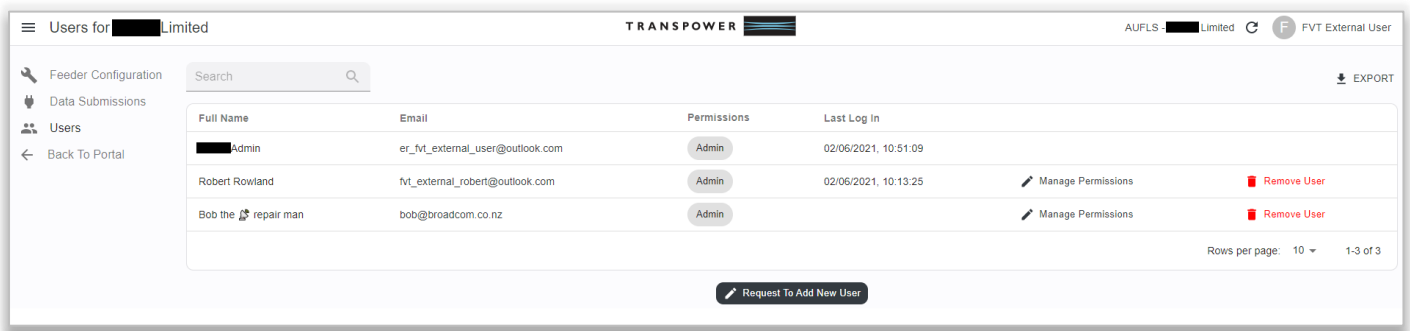 Users for Limited
TRANSPOWER
AUFLS - Limited
F
FVT External User
Feeder Configuration
Data Submissions
Users
Back To Portal
Search
EXPORT
Full Name Email Permissions Last Log In
Admin er_fvt_external_user@outlook.com Admin 02/06/2021, 10:51:09
Robert Rowland fvt_external_robert@outlook.com Admin 02/06/2021, 10:13:25 Manage Permissions Remove User
Bob the 📡 repair man bob@broadcom.co.nz Admin Manage Permissions Remove User
Rows per page: 10 1-3 of 3
Request To Add New User